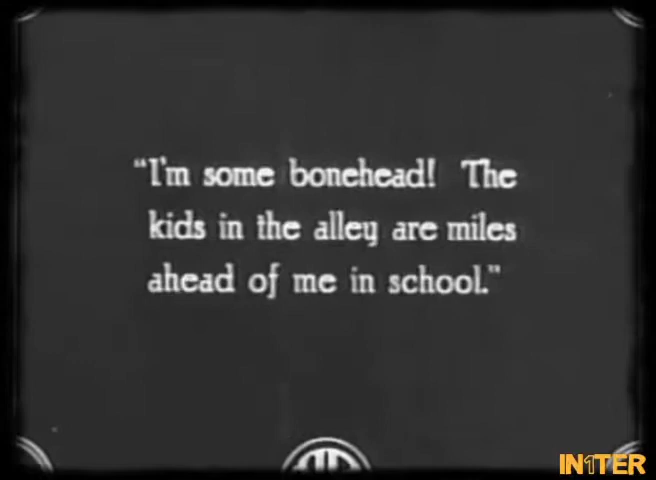 "I'm some bonehead! The
kids in the alley are miles
ahead of me in school."
IN1TER